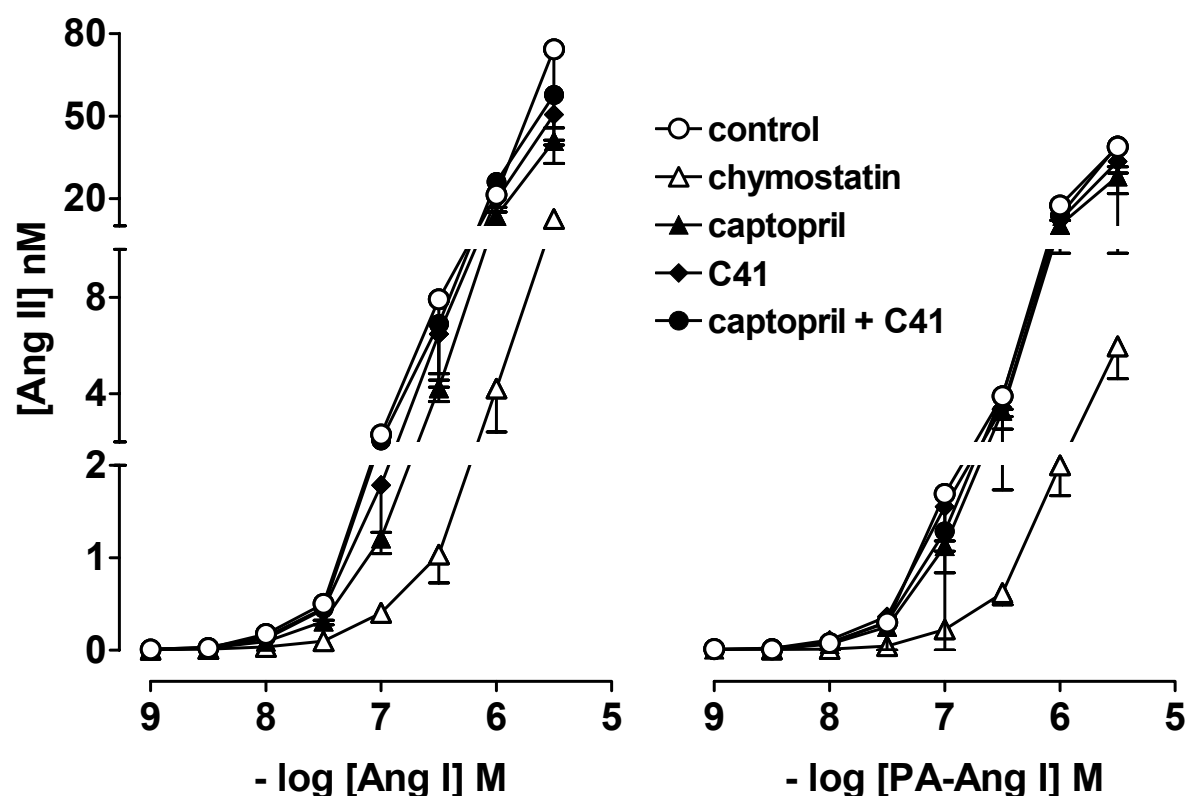 80
50
20
8
4
2
1
0
[Ang II] nM
control
chymostatin
captopril
C41
captopril + C41
9 8 7 6 5
9 8 7 6 5
- log [Ang I] M
- log [PA-Ang I] M